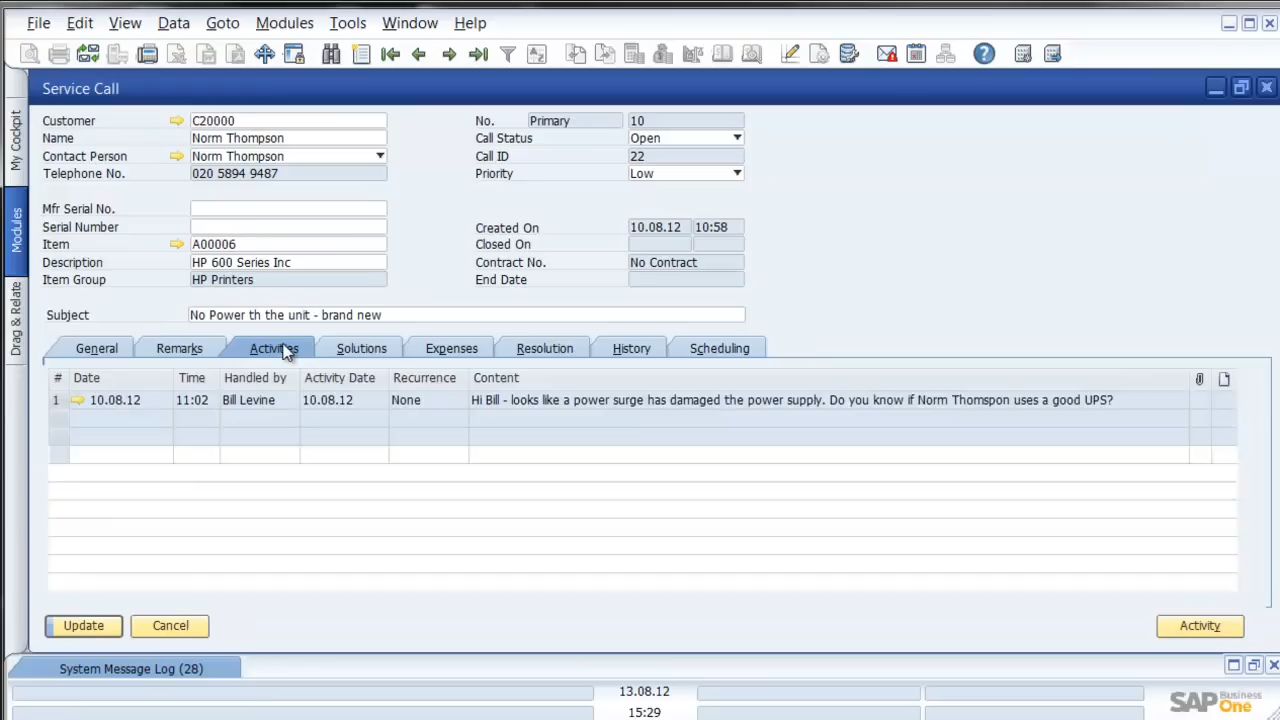 File Edit View Data Goto Modules Tools Window Help
Service Call
My Cockpit
Modules
Drag & Relate
Customer C20000
Name Norm Thompson
Contact Person Norm Thompson
Telephone No. 020 5894 9487
No. Primary 10
Call Status Open
Call ID 22
Priority Low
Mfr Serial No.
Serial Number
Item A00006
Description HP 600 Series Inc
Item Group HP Printers
Created On 10.08.12 10:58
Closed On
Contract No. No Contract
End Date
Subject No Power th the unit - brand new
General Remarks Activities Solutions Expenses Resolution History Scheduling
# Date Time Handled by Activity Date Recurrence Content
1 10.08.12 11:02 Bill Levine 10.08.12 None Hi Bill - looks like a power surge has damaged the power supply. Do you know if Norm Thomspon uses a good UPS?
Update Cancel Activity
System Message Log (28)
13.08.12
15:29
SAP Business One